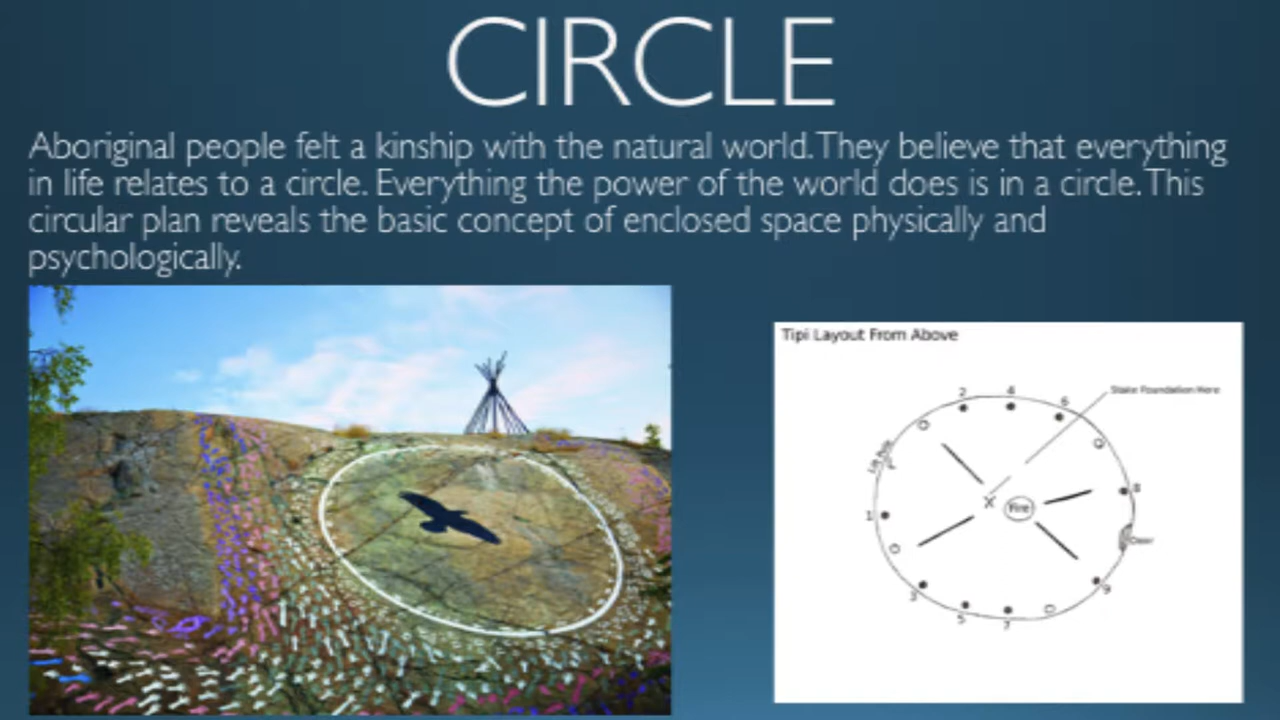 CIRCLE
Aboriginal people felt a kinship with the natural world. They believe that everything
in life relates to a circle. Everything the power of the world does is in a circle. This
circular plan reveals the basic concept of enclosed space physically and
psychologically.
Tipi Layout From Above
Stake Foundation Here
2 4 6
8
1
Fire
Door
3 5 7 9